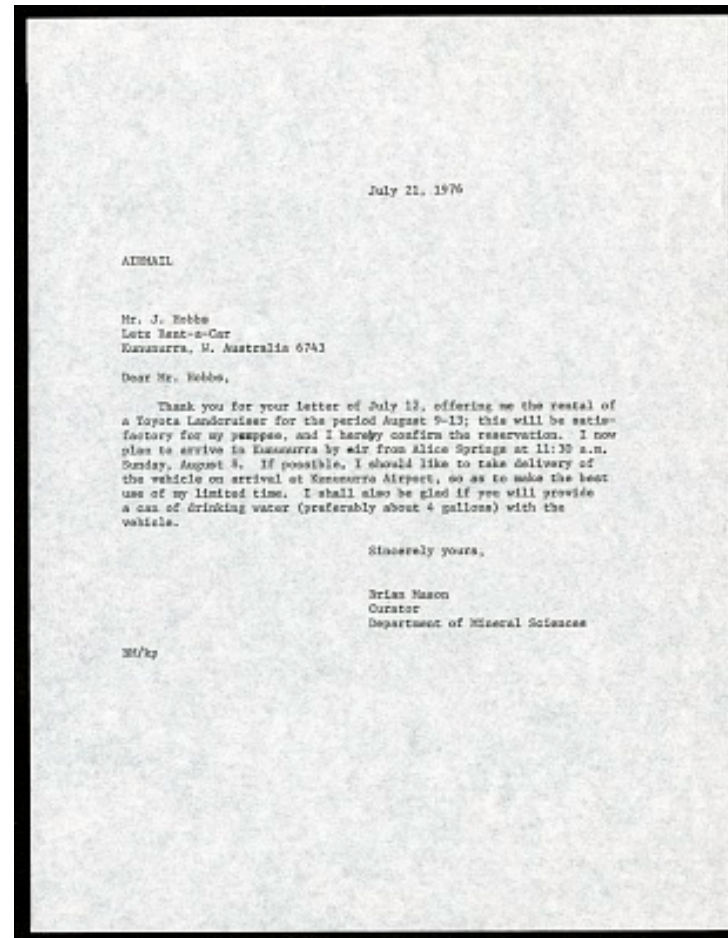 July 21, 1976
AIRMAIL
Mr. J. Hobbs
Letz Rent-a-Car
Kununurra, W. Australia 6743
Dear Mr. Hobbs,
Thank you for your letter of July 12, offering me the rental of
a Toyota Landcruiser for the period August 9-13; this will be satis-
factory for my and I hereby confirm the reservation. I now
plan to arrive in Kununurra by air from Alice Springs at 11:30 a.m.
Sunday, August 8. If possible, I should like to take delivery of
the vehicle on arrival at Kununurra Airport, so as to make the best
use of my limited time. I shall also be glad if you will provide
a can of drinking water (preferably about 4 gallons) with the
vehicle.
Sincerely yours,
Brian Mason
Curator
Department of Mineral Sciences
BM/kp